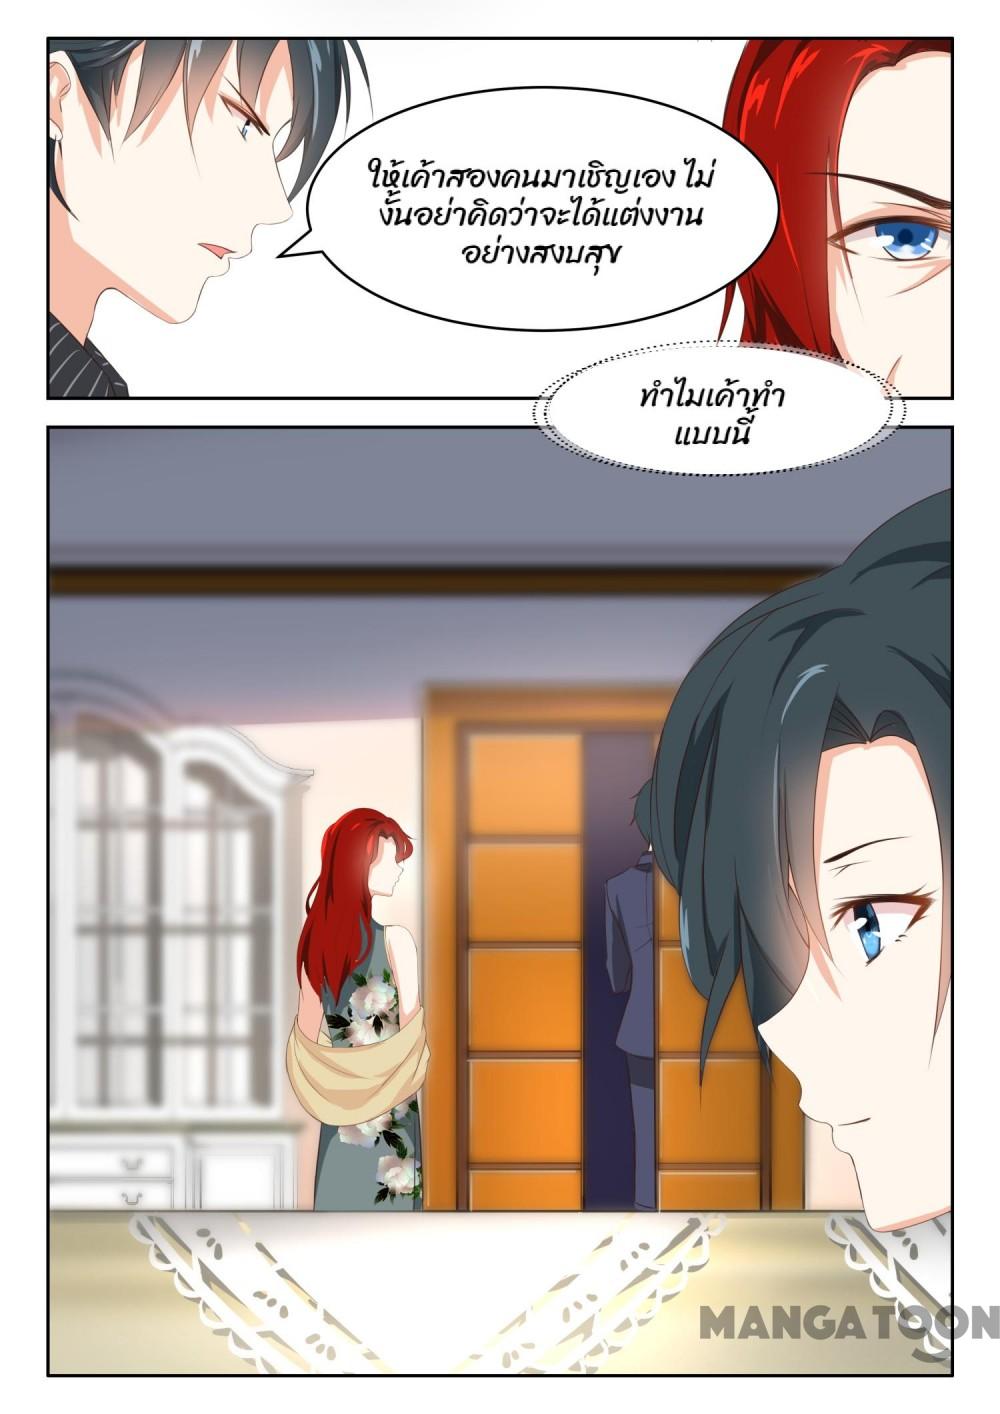 ให้เค้าสองคนมาเชิญเอง ไม่
งั้นอย่าคิดว่าจะได้แต่งงาน
อย่างสงบสุข
ทำไมเค้าทำ
แบบนี้
MANGATOON